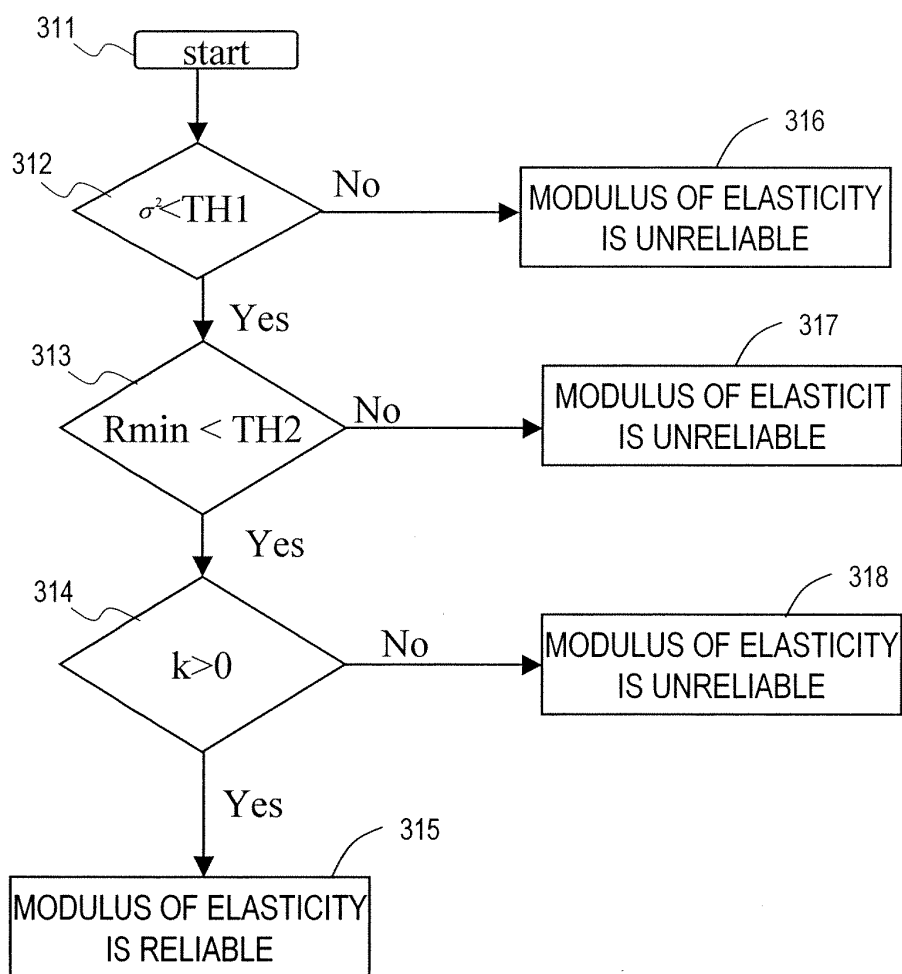 311
start
312
σ²<TH1
No
316
MODULUS OF ELASTICITY
IS UNRELIABLE
Yes
313
Rmin < TH2
No
317
MODULUS OF ELASTICIT
IS UNRELIABLE
Yes
314
k>0
No
318
MODULUS OF ELASTICITY
IS UNRELIABLE
Yes
315
MODULUS OF ELASTICITY
IS RELIABLE